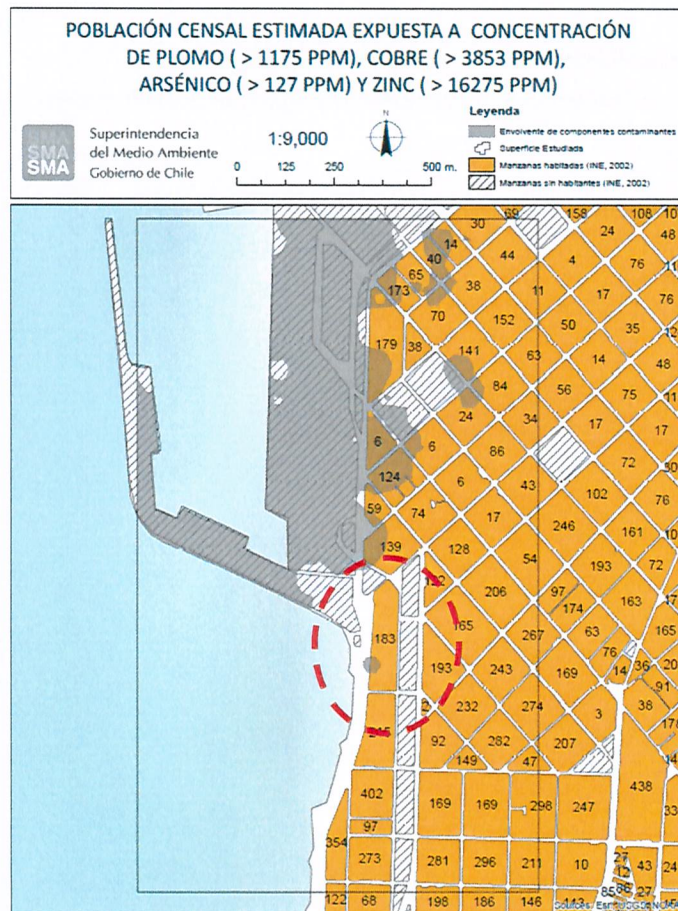 POBLACIÓN CENSAL ESTIMADA EXPUESTA A CONCENTRACIÓN
DE PLOMO ( > 1175 PPM), COBRE ( > 3853 PPM),
ARSÉNICO ( > 127 PPM) Y ZINC ( > 16275 PPM)
SMA
SMA
SMA
Superintendencia
del Medio Ambiente
Gobierno de Chile
1:9,000
N
0 125 250 500 m.
Leyenda
Envolvente de componentes contaminantes
Superficie Estudiada
Manzanas habitadas (INE, 2002)
Manzanas sin habitantes (INE, 2002)
30 69 158 108
14 24 48
40 44 4 76
65
173 38 11 17 76
70 152 50 35
179 38 141 63 14 48
84 56 75
24 34 17 17
6 6 86 72
124 6 43 102 76
59 74 17 246 161
139 128 54 193 72
206 97 174 163
183 165 267 63 76 165
193 243 169 14 36 20
91
232 274 3 38
92 282 207
149 47
215 438
402 169 169 298 247
97
354 273 281 296 211 10 27 43
122 68 198 186 146